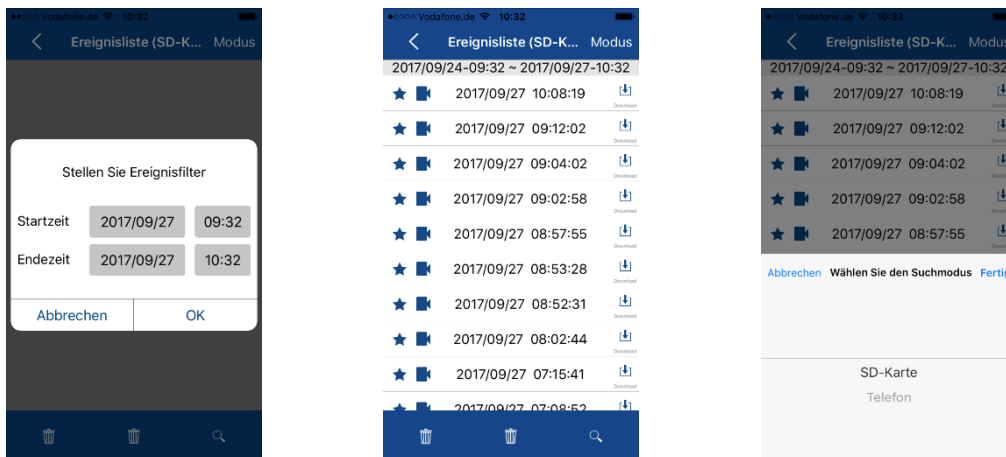 ●●○○○ Vodafone.de 10:32
Ereignisliste (SD-K... Modus
Stellen Sie Ereignisfilter
Startzeit 2017/09/27 09:32
Endezeit 2017/09/27 10:32
Abbrechen OK
●○○○○ Vodafone.de 10:32
Ereignisliste (SD-K... Modus
2017/09/24-09:32 ~ 2017/09/27-10:32
2017/09/27 10:08:19 Download
2017/09/27 09:12:02 Download
2017/09/27 09:04:02 Download
2017/09/27 09:02:58 Download
2017/09/27 08:57:55 Download
2017/09/27 08:53:28 Download
2017/09/27 08:52:31 Download
2017/09/27 08:02:44 Download
2017/09/27 07:15:41 Download
2017/09/27 07:08:52
●○○○○ Vodafone.de 10:32
Ereignisliste (SD-K... Modus
2017/09/24-09:32 ~ 2017/09/27-10:32
2017/09/27 10:08:19
2017/09/27 09:12:02
2017/09/27 09:04:02
2017/09/27 09:02:58
2017/09/27 08:57:55
Abbrechen Wählen Sie den Suchmodus Fertig
SD-Karte
Telefon